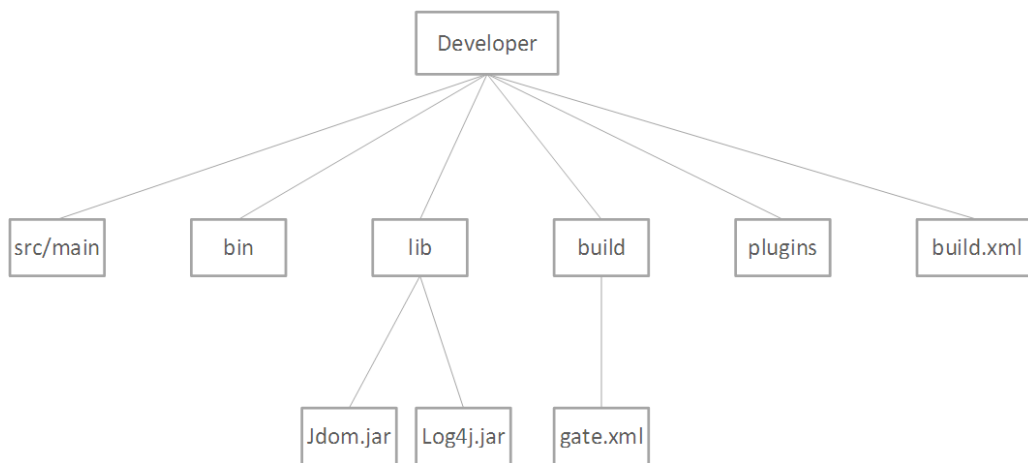 Developer
src/main
bin
lib
build
plugins
build.xml
Jdom.jar
Log4j.jar
gate.xml